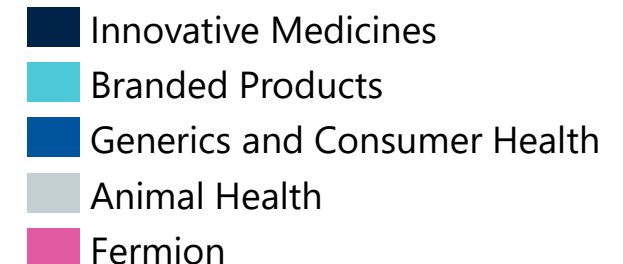 Innovative Medicines
Branded Products
Generics and Consumer Health
Animal Health
Fermion